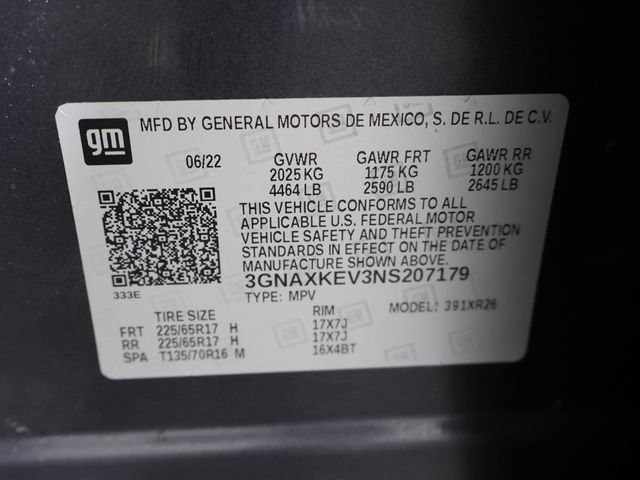 gm MFD BY GENERAL MOTORS DE MEXICO, S. DE R.L. DE C.V.
06/22 GVWR GAWR FRT GAWR RR
2025 KG 1175 KG 1200 KG
4464 LB 2590 LB 2645 LB
THIS VEHICLE CONFORMS TO ALL
APPLICABLE U.S. FEDERAL MOTOR
VEHICLE SAFETY AND THEFT PREVENTION
STANDARDS IN EFFECT ON THE DATE OF
MANUFACTURE SHOWN ABOVE.
3GNAXKEV3NS207179
333E TYPE: MPV MODEL: 391XR26
TIRE SIZE RIM
FRT 225/65R17 H 17X7J
RR 225/65R17 H 17X7J
SPA T135/70R16 M 16X4BT